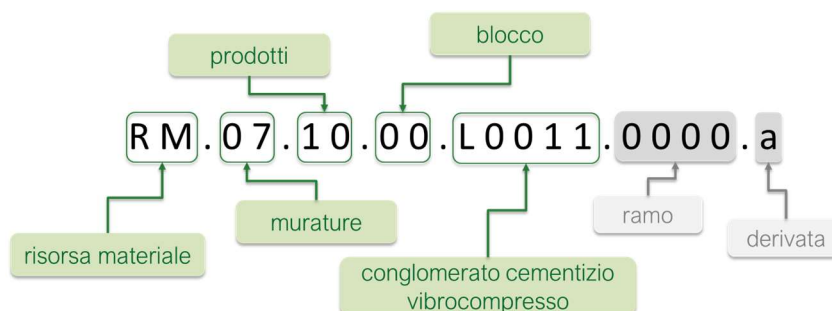 blocco
prodotti
RM.07.10.00.L0011.0000.a
murature
ramo
derivata
risorsa materiale
conglomerato cementizio
vibrocompresso